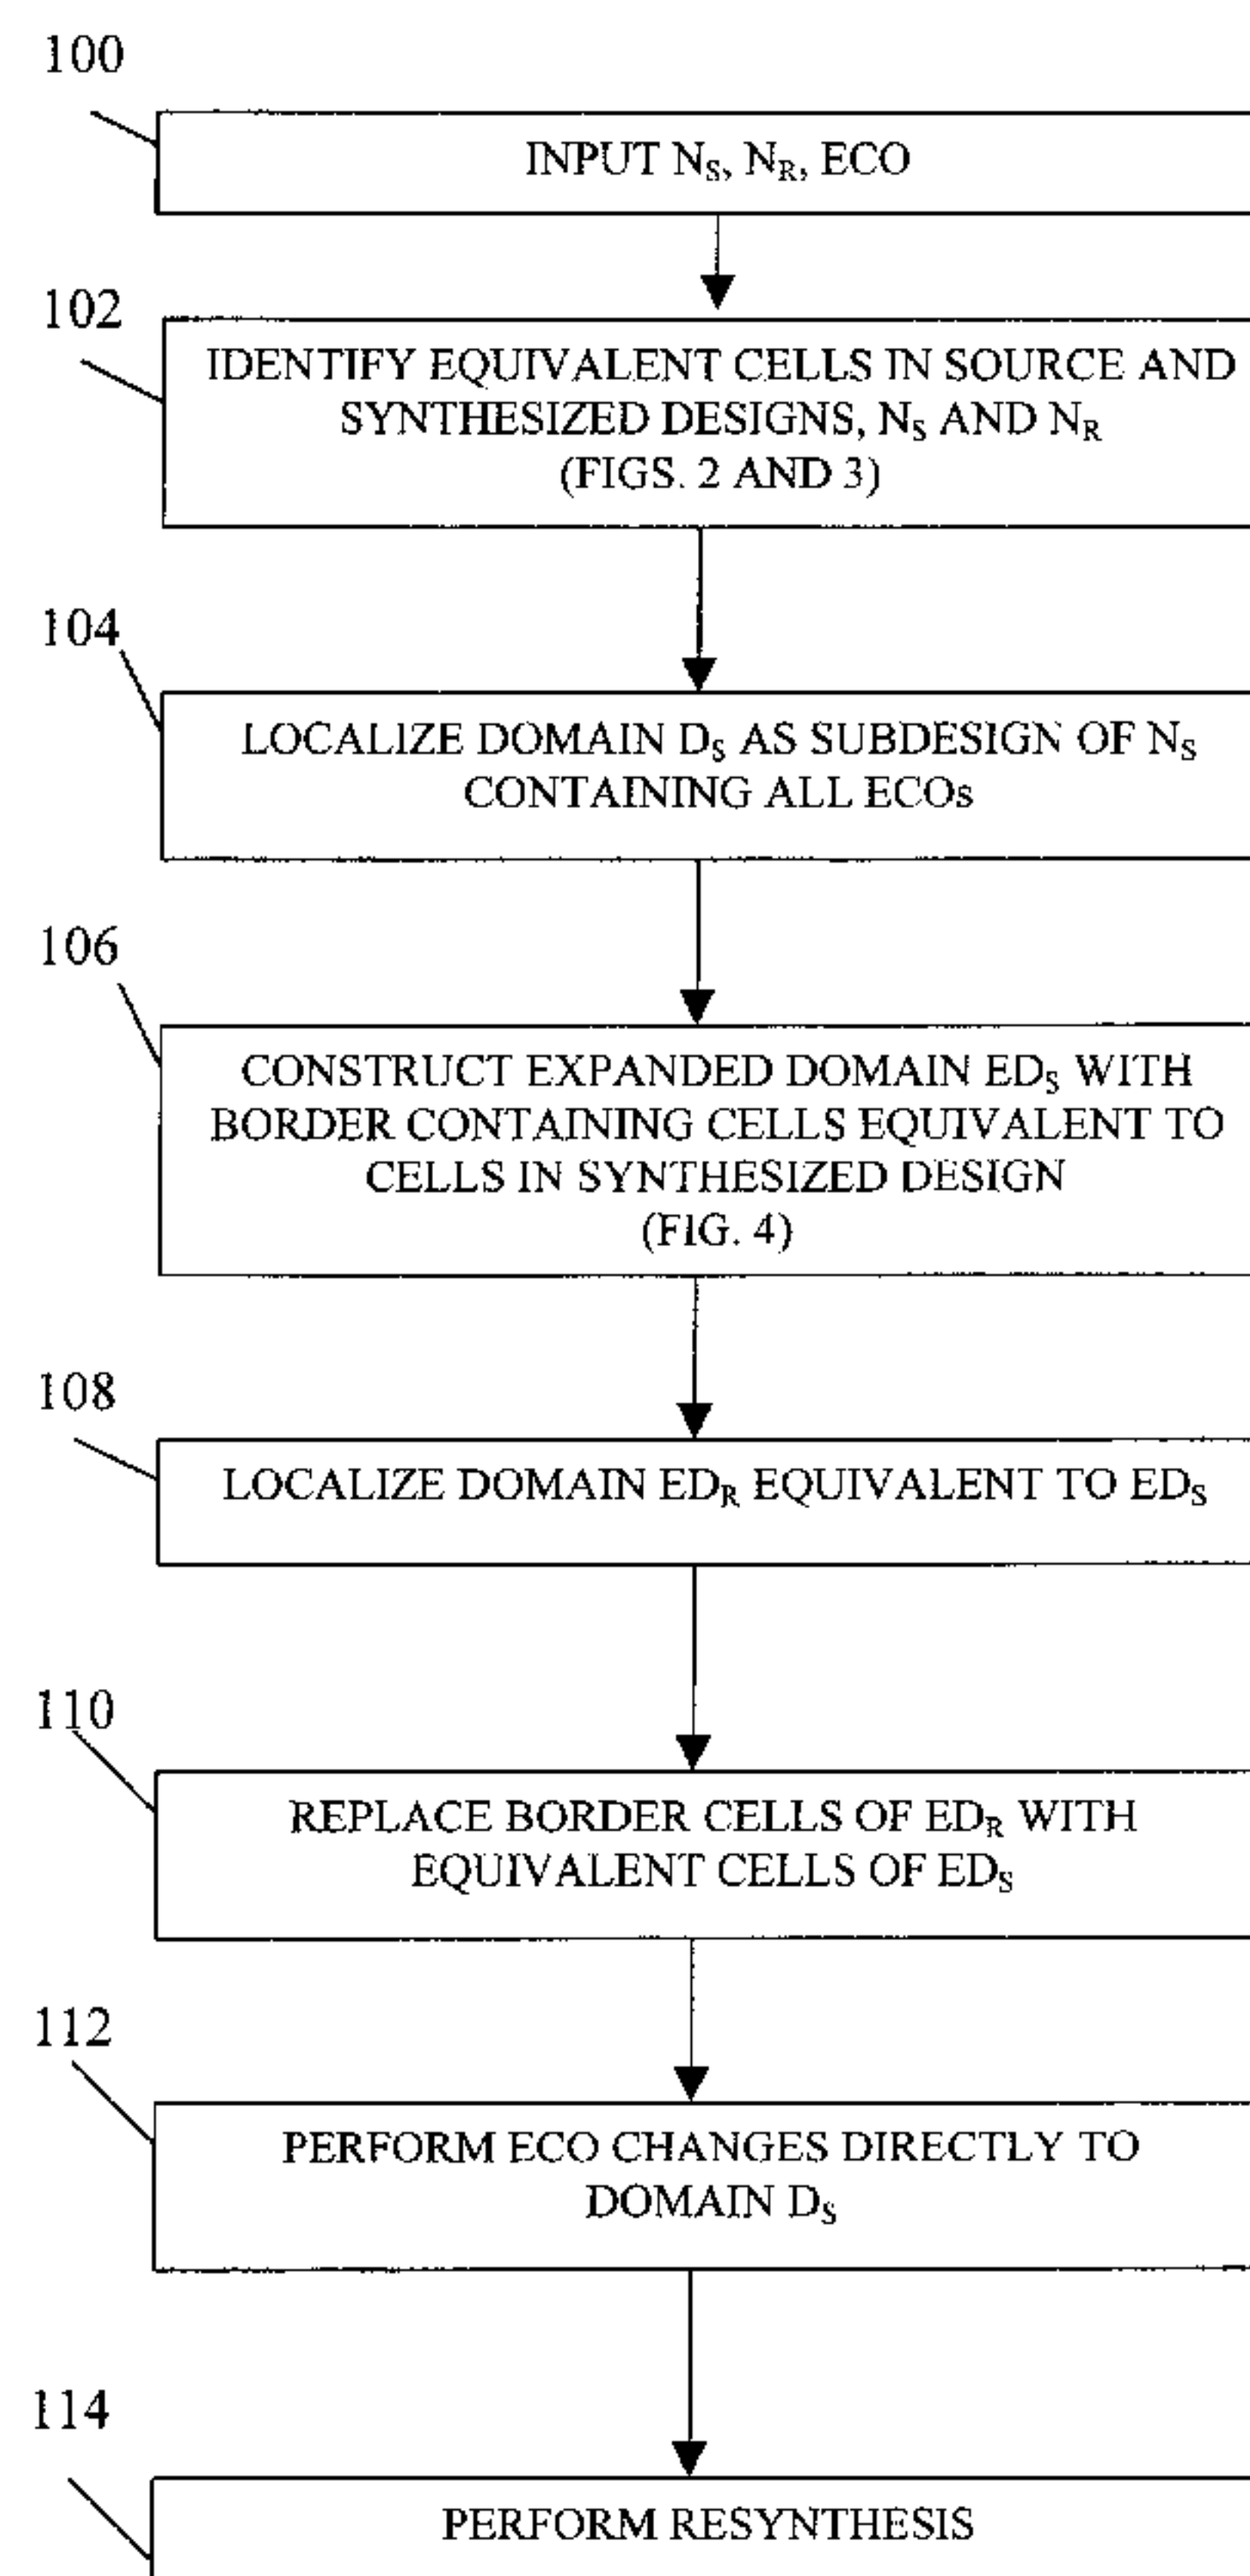 100
INPUT N_S, N_R, ECO
102
IDENTIFY EQUIVALENT CELLS IN SOURCE AND
SYNTHESIZED DESIGNS, N_S AND N_R
(FIGS. 2 AND 3)
104
LOCALIZE DOMAIN D_S AS SUBDESIGN OF N_S
CONTAINING ALL ECOs
106
CONSTRUCT EXPANDED DOMAIN ED_S WITH
BORDER CONTAINING CELLS EQUIVALENT TO
CELLS IN SYNTHESIZED DESIGN
(FIG. 4)
108
LOCALIZE DOMAIN ED_R EQUIVALENT TO ED_S
110
REPLACE BORDER CELLS OF ED_R WITH
EQUIVALENT CELLS OF ED_S
112
PERFORM ECO CHANGES DIRECTLY TO
DOMAIN D_S
114
PERFORM RESYNTHESIS